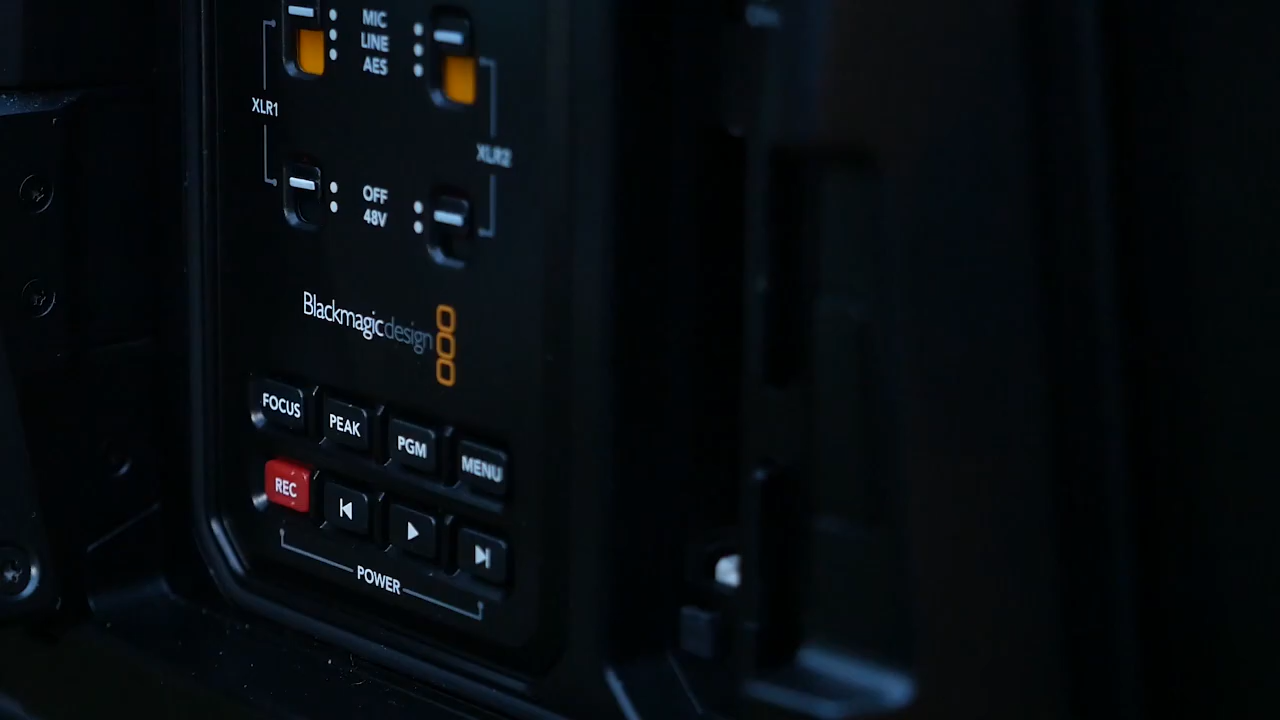 MIC
LINE
AES
XLR1
XLR2
OFF
48V
Blackmagicdesign
FOCUS
PEAK
PGM
MENU
REC
POWER